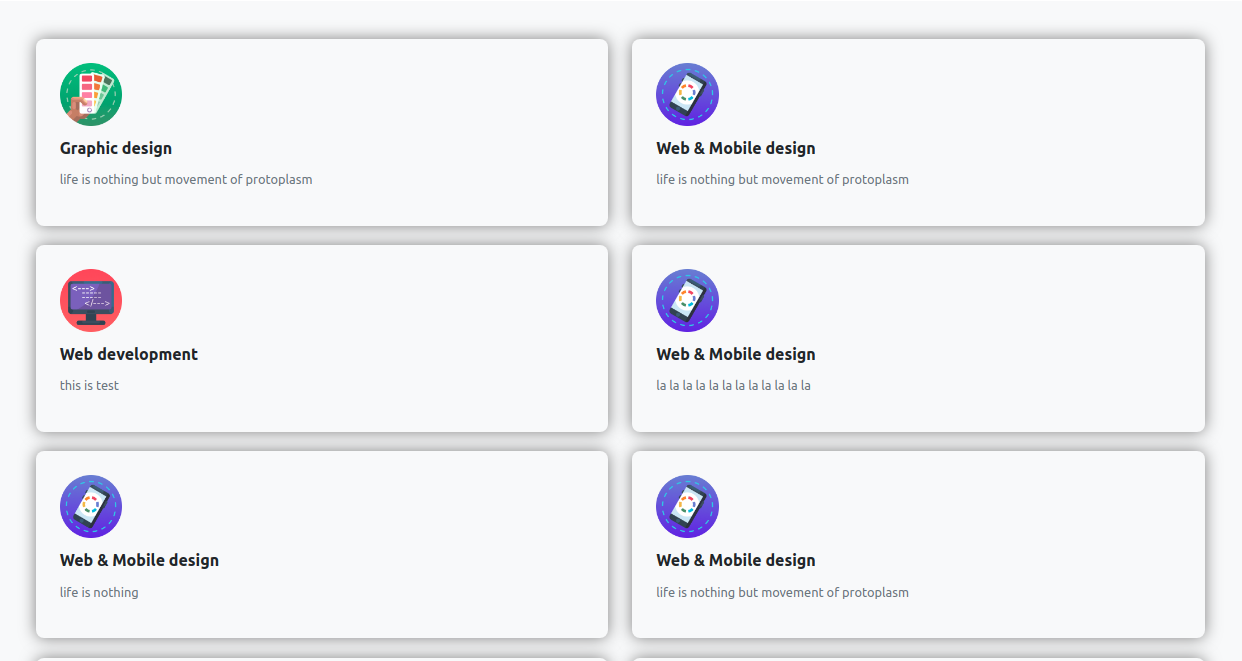 Graphic design
life is nothing but movement of protoplasm
Web & Mobile design
life is nothing but movement of protoplasm
<--->
</--->
Web development
this is test
Web & Mobile design
la la la la la la la la la la la la
Web & Mobile design
life is nothing
Web & Mobile design
life is nothing but movement of protoplasm